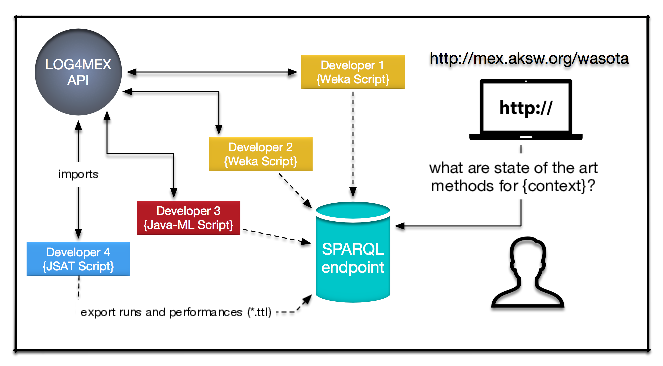 LOG4MEX
API
Developer 1
{Weka Script}
http://mex.aksw.org/wasota
http://
Developer 2
{Weka Script}
what are state of the art
methods for {context}?
imports
Developer 3
{Java-ML Script}
SPARQL
endpoint
Developer 4
{JSAT Script}
export runs and performances (*.ttl)